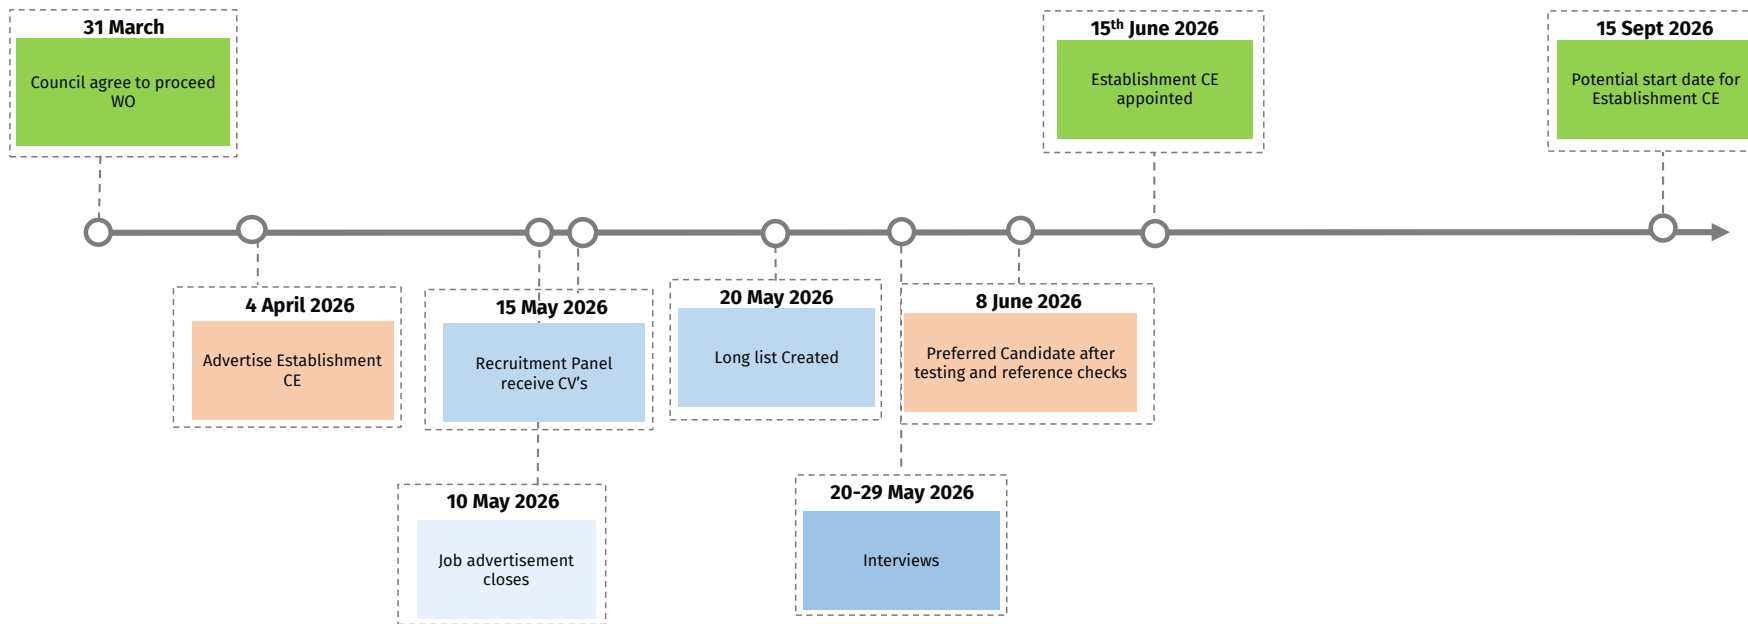 31 March
Council agree to proceed
WO
15th June 2026
Establishment CE
appointed
15 Sept 2026
Potential start date for
Establishment CE
4 April 2026
Advertise Establishment
CE
15 May 2026
Recruitment Panel
receive CV's
20 May 2026
Long list Created
8 June 2026
Preferred Candidate after
testing and reference checks
10 May 2026
Job advertisement
closes
20-29 May 2026
Interviews